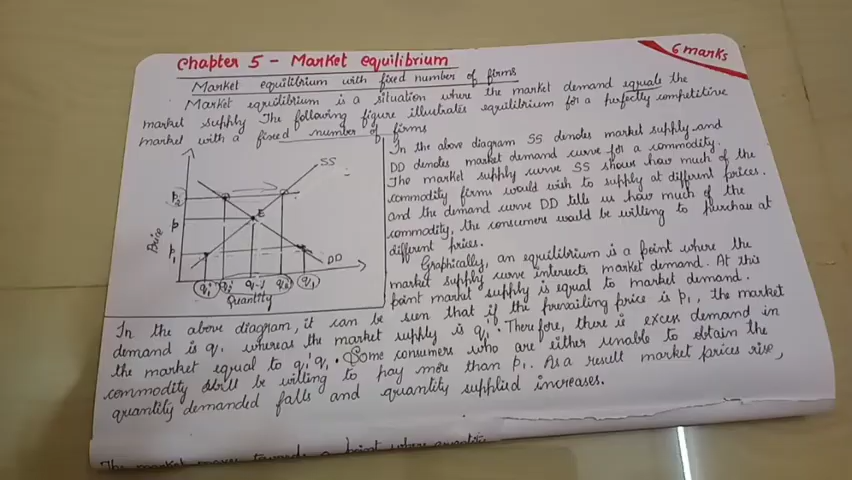 Chapter 5 - Market equilibrium
6 marks
Market equilibrium with fixed number of firms
Market equilibrium is a situation where the market demand equals the
market supply The following figure illustrates equilibrium for a perfectly competitive
market with a fixed number of firms
SS
E
DD
Price
p
p1
Quantity
In the above diagram SS denotes market supply and
DD denotes market demand curve for a commodity.
The market supply curve SS shows how much of the
commodity firms would wish to supply at different prices.
and the demand curve DD tells us how much of the
commodity, the consumers would be willing to purchase at
different prices.
Graphically, an equilibrium is a point where the
market supply curve intersects market demand. At this
point market supply is equal to market demand.
In the above diagram, it can be seen that if the prevailing price is p1, the market
demand is q1 whereas the market supply is q1'. Therefore, there is excess demand in
the market equal to q1' q1. Some consumers who are either unable to obtain the
commodity will be willing to pay more than p1. As a result market prices rise,
quantity demanded falls and quantity supplied increases.
The market moves towards a point where